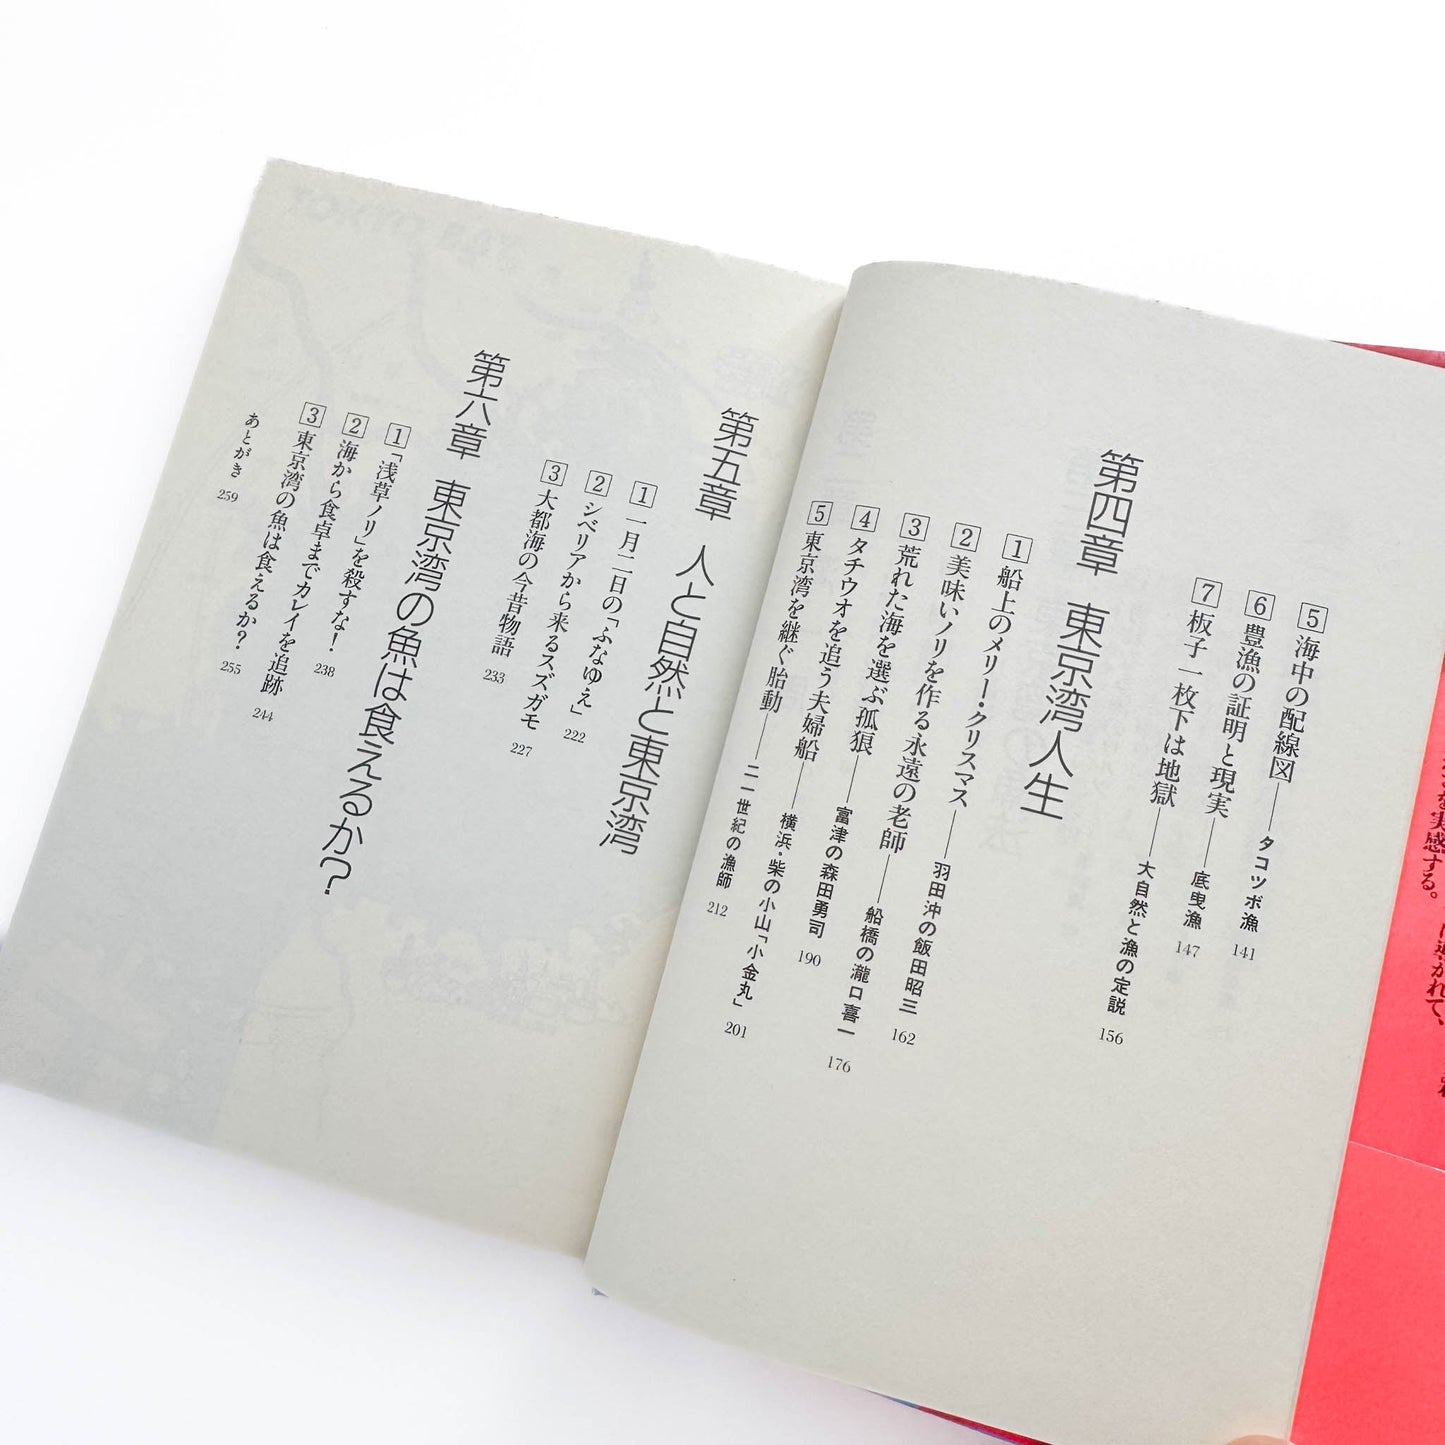 5 海中の配線図――タコツボ漁 141
6 豊漁の証明と現実――底曳漁 147
7 板子一枚下は地獄――大自然と漁の定説 156
第四章 東京湾人生
1 船上のメリー・クリスマス――羽田沖の飯田昭三 162
2 美味いノリを作る永遠の老師――船橋の瀧口喜一 176
3 荒れた海を選ぶ孤狼――富津の森田勇司 190
4 タチウオを追う夫婦船――横浜・柴の小山「小金丸」 201
5 東京湾を継ぐ胎動――二一世紀の漁師 212
第五章 人と自然と東京湾
1 一月二日の「ふなゆえ」 222
2 シベリアから来るスズガモ 227
3 大都海の今昔物語 233
第六章 東京湾の魚は食えるか?
1 「浅草ノリ」を殺すな! 238
2 海から食卓までカレイを追跡 244
3 東京湾の魚は食えるか? 255
あとがき 259
を実感する。
に導かれて、